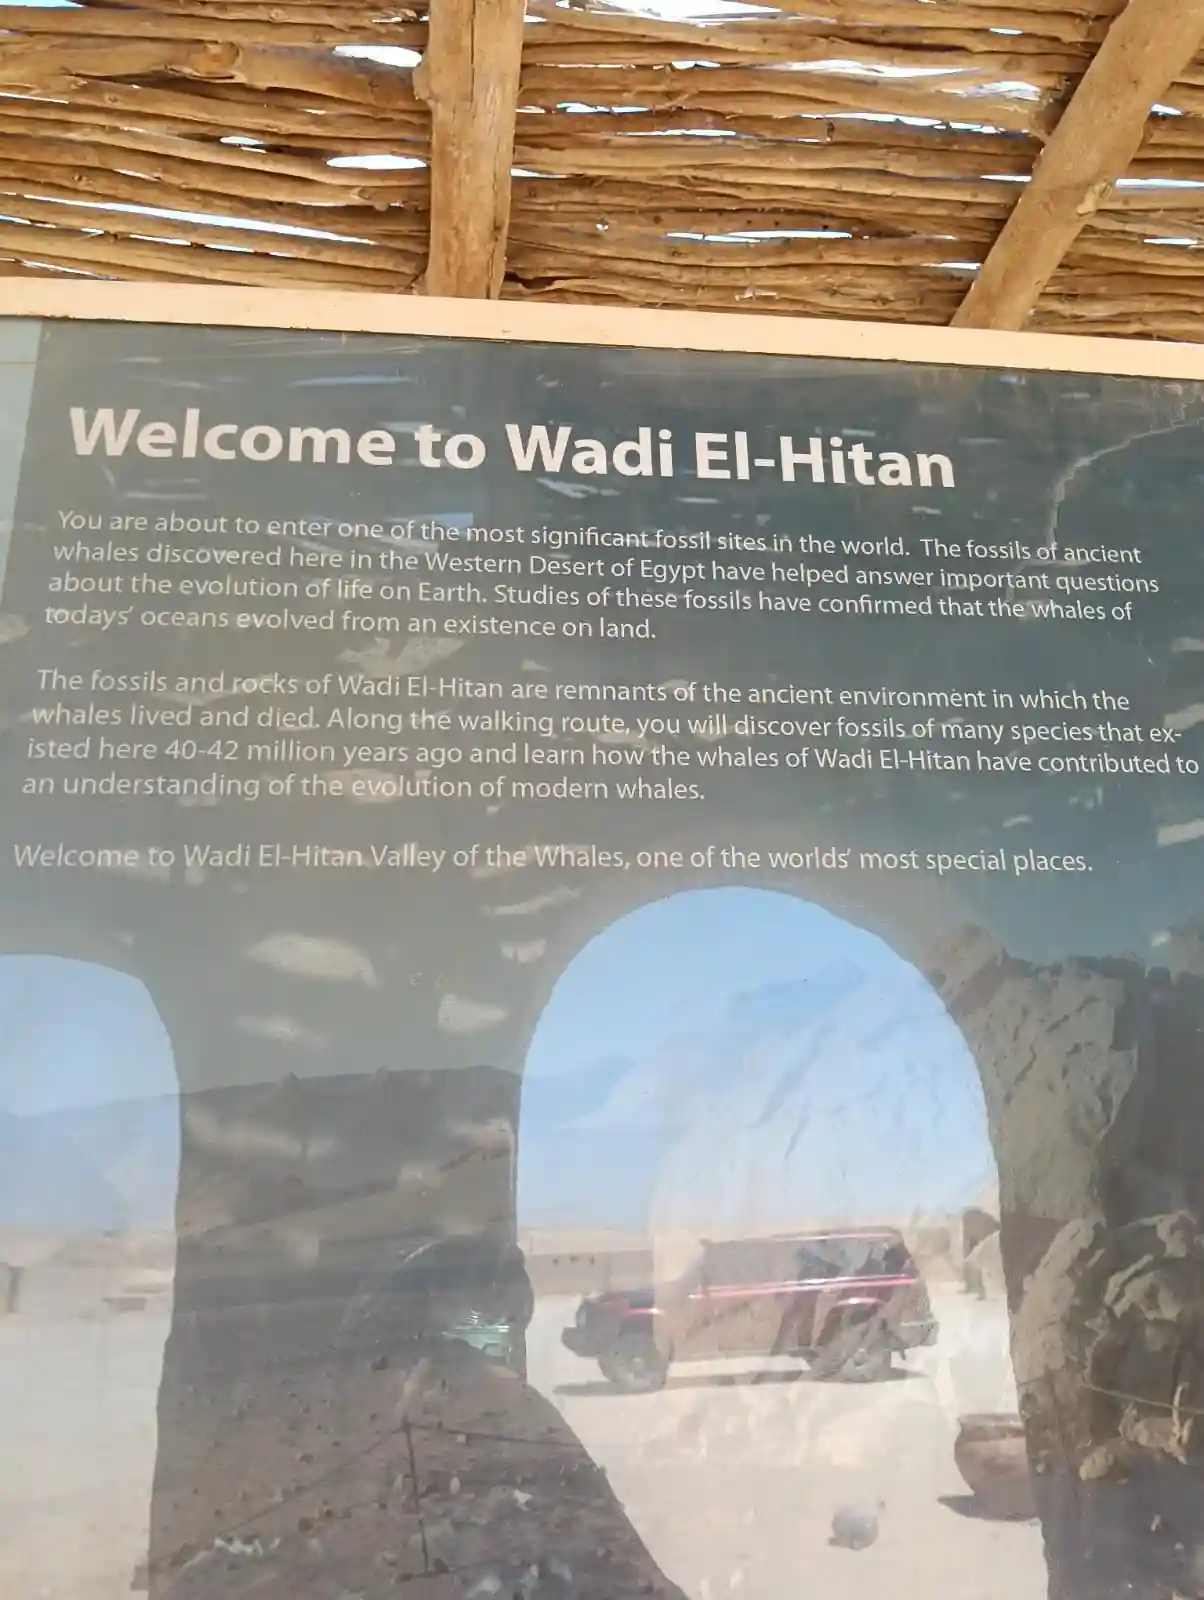 Welcome to Wadi El-Hitan
You are about to enter one of the most significant fossil sites in the world. The fossils of ancient
whales discovered here in the Western Desert of Egypt have helped answer important questions
about the evolution of life on Earth. Studies of these fossils have confirmed that the whales of
todays' oceans evolved from an existence on land.
The fossils and rocks of Wadi El-Hitan are remnants of the ancient environment in which the
whales lived and died. Along the walking route, you will discover fossils of many species that ex-
isted here 40-42 million years ago and learn how the whales of Wadi El-Hitan have contributed to
an understanding of the evolution of modern whales.
Welcome to Wadi El-Hitan Valley of the Whales, one of the worlds' most special places.